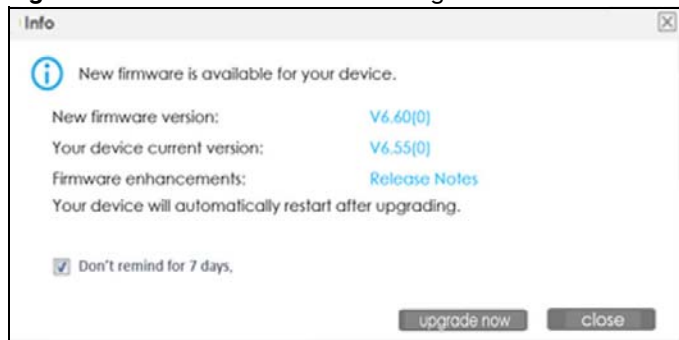 Info
New firmware is available for your device.
New firmware version: V6.60(0)
Your device current version: V6.55(0)
Firmware enhancements: Release Notes
Your device will automatically restart after upgrading.
Don't remind for 7 days,
upgrade now close